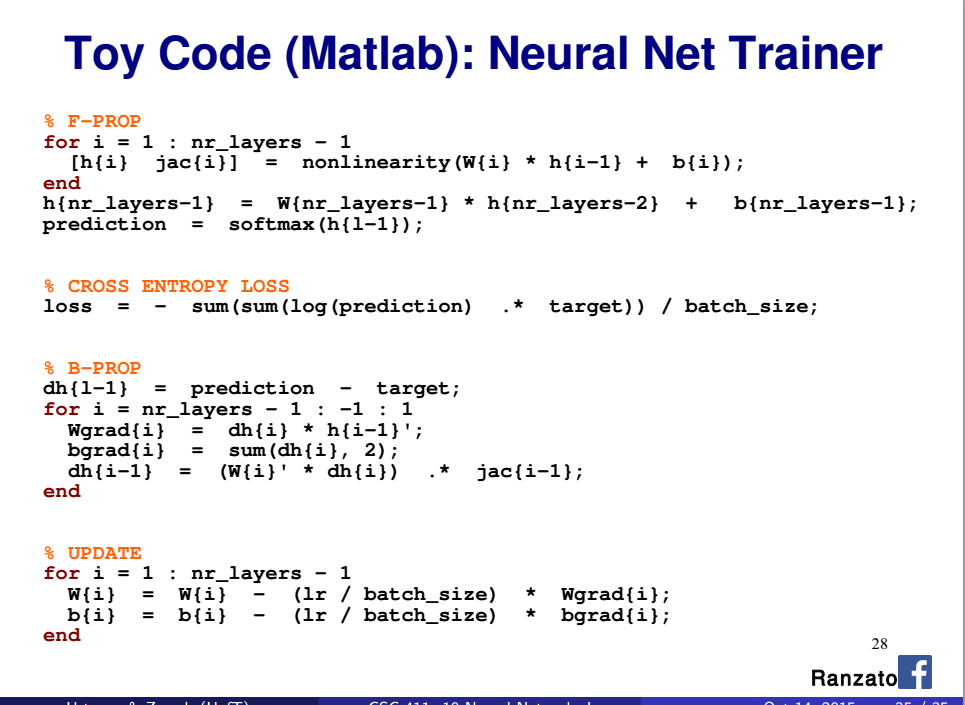 Toy Code (Matlab): Neural Net Trainer
% F-PROP
for i = 1 : nr_layers - 1
[h{i} jac{i}] = nonlinearity(W{i} * h{i-1} + b{i});
end
h{nr_layers-1} = W{nr_layers-1} * h{nr_layers-2} + b{nr_layers-1};
prediction = softmax(h{l-1});
% CROSS ENTROPY LOSS
loss = - sum(sum(log(prediction) .* target)) / batch_size;
% B-PROP
dh{l-1} = prediction - target;
for i = nr_layers - 1 : -1 : 1
Wgrad{i} = dh{i} * h{i-1}';
bgrad{i} = sum(dh{i}, 2);
dh{i-1} = (W{i}' * dh{i}) .* jac{i-1};
end
% UPDATE
for i = 1 : nr_layers - 1
W{i} = W{i} - (lr / batch_size) * Wgrad{i};
b{i} = b{i} - (lr / batch_size) * bgrad{i};
end
28
Ranzato f